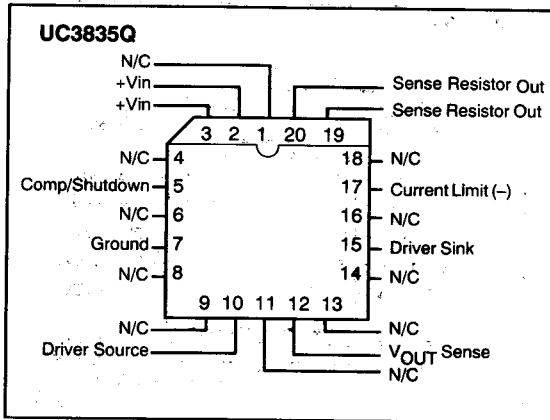 UC3835Q
N/C
+Vin
+Vin
Sense Resistor Out
Sense Resistor Out
3 2 1 20 19
N/C 4
18 N/C
Comp/Shutdown 5
17 Current Limit (–)
N/C 6
16 N/C
Ground 7
15 Driver Sink
N/C 8
14 N/C
9 10 11 12 13
N/C
N/C
Driver Source
VOUT Sense
N/C